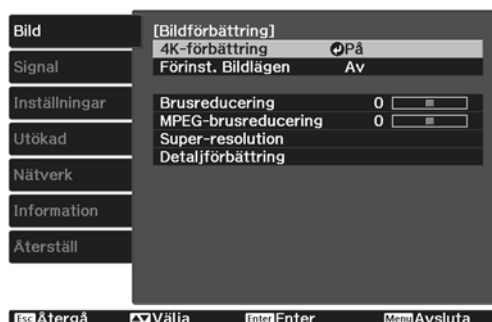 Bild
Signal
Inställningar
Utökad
Nätverk
Information
Återställ
[Bildförbättring]
4K-förbättring På
Förinst. Bildlägen Av
Brusreducering 0
MPEG-brusreducering 0
Super-resolution
Detaljförbättring
Esc Återgå Välja Enter Enter Menu Avsluta